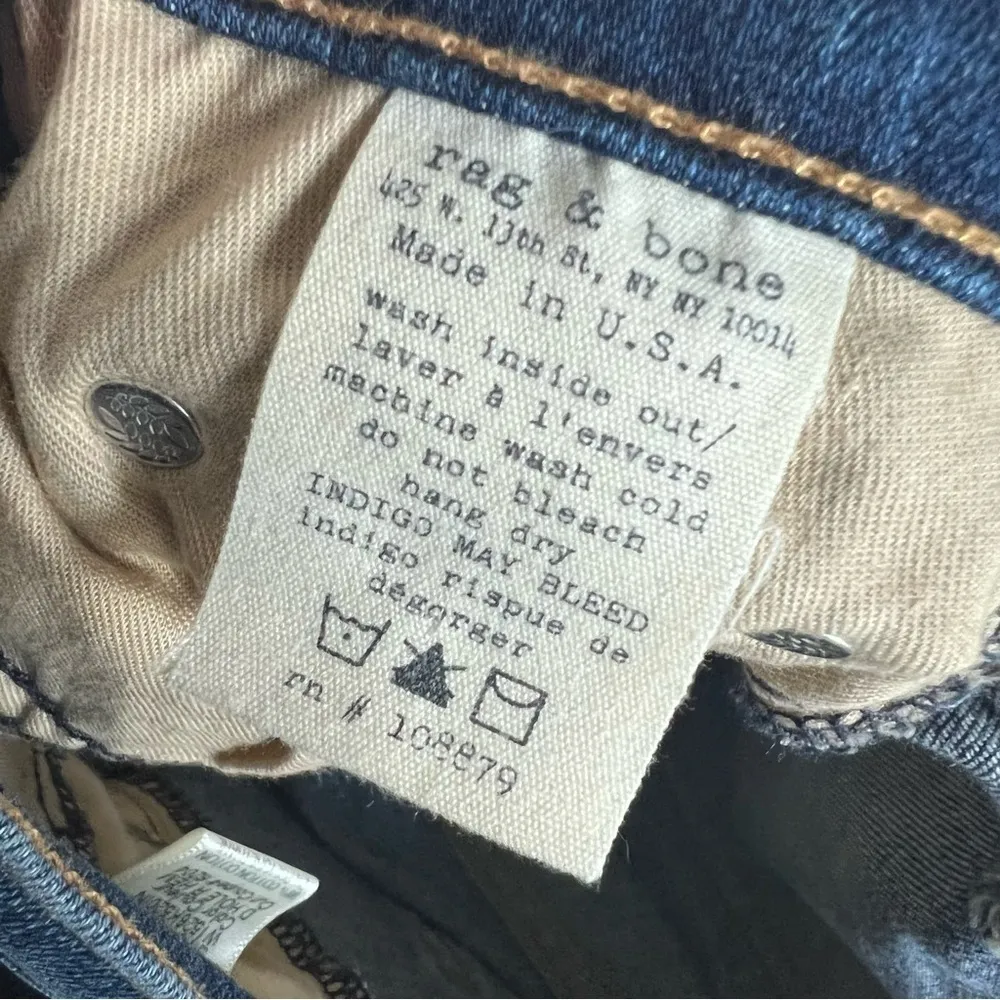 rag & bone
425 W. 13th St, NY NY 10014
Made in U.S.A.
wash inside out/
laver à l'envers
machine wash cold
do not bleach
hang dry
INDIGO MAY BLEED
indigo rispue de
dégorger
rn # 108879